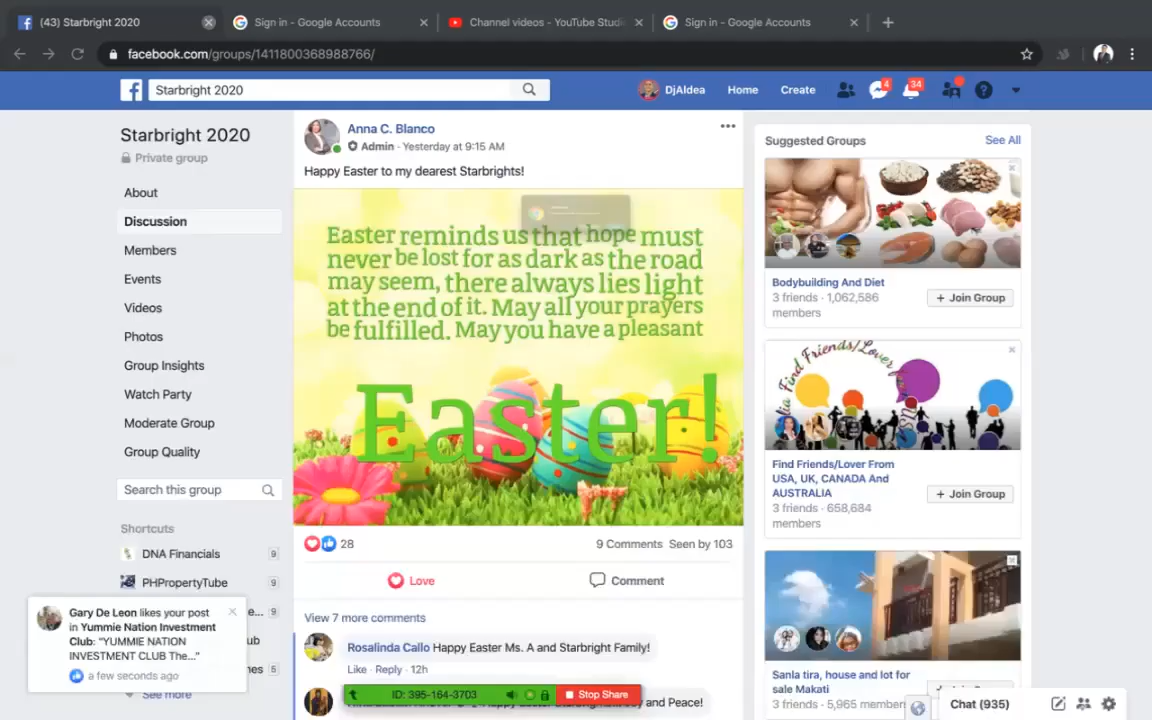 (43) Starbright 2020
Sign in - Google Accounts
Channel videos - YouTube Studi
Sign in - Google Accounts
facebook.com/groups/1411800368988766/
Starbright 2020
DjAldea
Home
Create
4
34
Starbright 2020
Private group
About
Discussion
Members
Events
Videos
Photos
Group Insights
Watch Party
Moderate Group
Group Quality
Search this group
Shortcuts
DNA Financials 9
PHPropertyTube 9
e... 9
ub
nes 5
See more
Gary De Leon likes your post
in Yummie Nation Investment
Club: "YUMMIE NATION
INVESTMENT CLUB The..."
a few seconds ago
Anna C. Blanco
Admin · Yesterday at 9:15 AM
Happy Easter to my dearest Starbrights!
Easter reminds us that hope must
never be lost for as dark as the road
may seem, there always lies light
at the end of it. May all your prayers
be fulfilled. May you have a pleasant
Easter!
28
9 Comments Seen by 103
Love
Comment
View 7 more comments
Rosalinda Callo Happy Easter Ms. A and Starbright Family!
Like · Reply · 12h
and Peace!
ID: 395-164-3703
Stop Share
Suggested Groups
See All
Bodybuilding And Diet
3 friends · 1,062,586
members
+ Join Group
Find Friends/Lover From
USA, UK, CANADA And
AUSTRALIA
3 friends · 658,684
members
+ Join Group
Sanla tira, house and lot for
sale Makati
3 friends · 5,965 members
Chat (935)